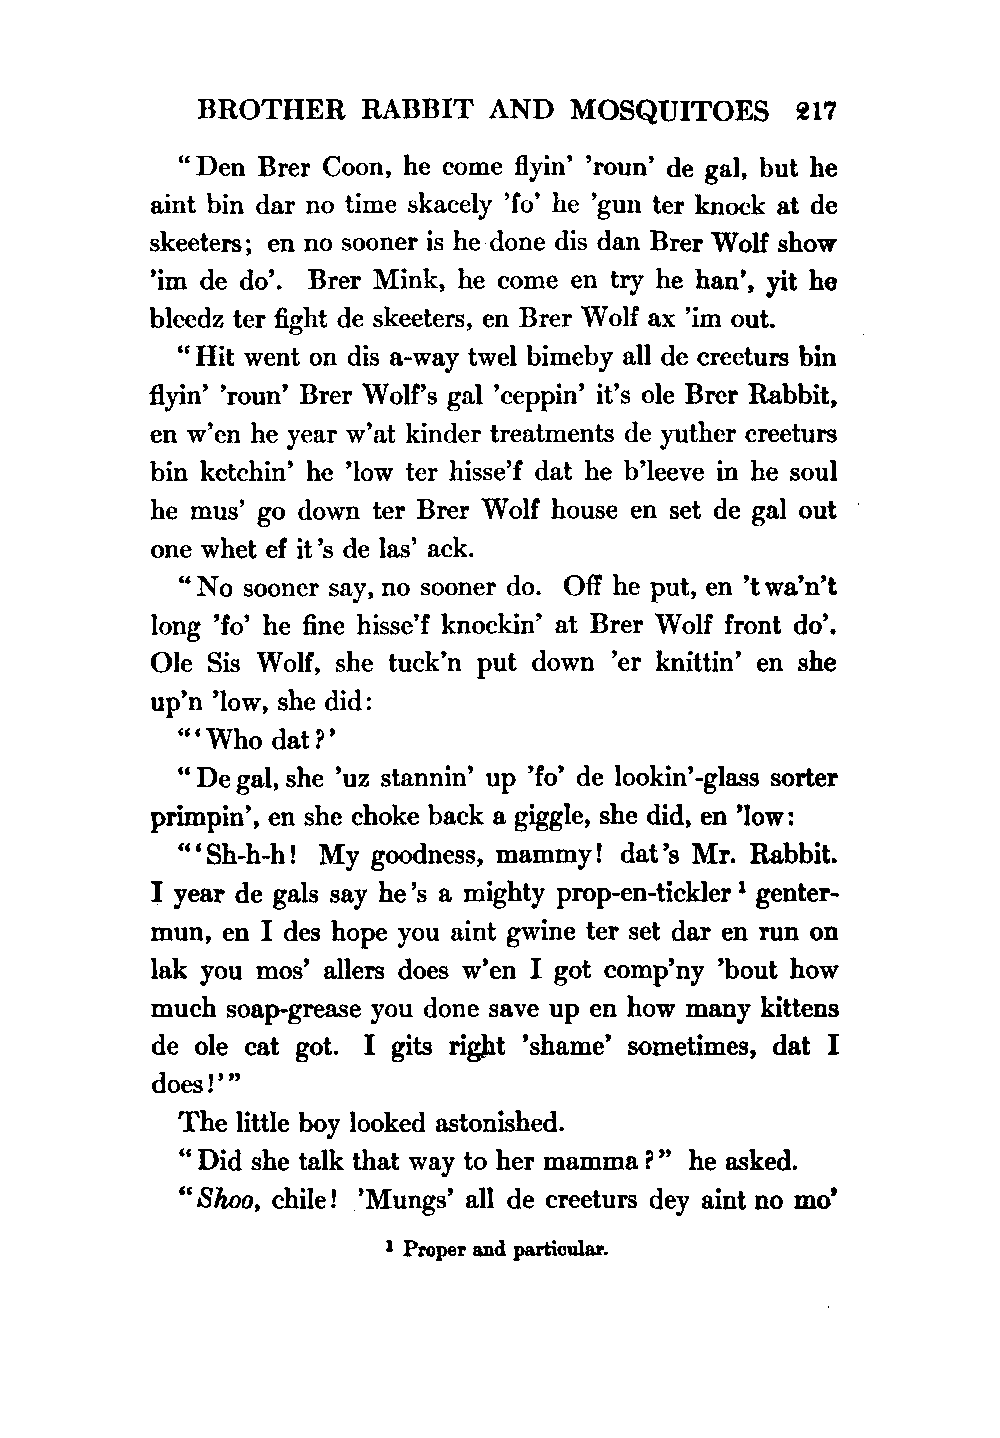 BROTHER RABBIT AND MOSQUITOES 217
“Den Brer Coon, he come flyin’ ’roun’ de gal, but he
aint bin dar no time skacely ’fo’ he ’gun ter knock at de
skeeters; en no sooner is he done dis dan Brer Wolf show
’im de do’. Brer Mink, he come en try he han’, yit he
bleedz ter fight de skeeters, en Brer Wolf ax ’im out.
“Hit went on dis a-way twel bimeby all de creeturs bin
flyin’ ’roun’ Brer Wolf’s gal ’ceppin’ it’s ole Brer Rabbit,
en w’en he year w’at kinder treatments de yuther creeturs
bin ketchin’ he ’low ter hisse’f dat he b’leeve in he soul
he mus’ go down ter Brer Wolf house en set de gal out
one whet ef it’s de las’ ack.
“No sooner say, no sooner do. Off he put, en ’twa’n’t
long ’fo’ he fine hisse’f knockin’ at Brer Wolf front do’.
Ole Sis Wolf, she tuck’n put down ’er knittin’ en she
up’n ’low, she did:
“‘Who dat?’
“De gal, she ’uz stannin’ up ’fo’ de lookin’-glass sorter
primpin’, en she choke back a giggle, she did, en ’low:
“‘Sh-h-h! My goodness, mammy! dat’s Mr. Rabbit.
I year de gals say he’s a mighty prop-en-tickler¹ genter-
mun, en I des hope you aint gwine ter set dar en run on
lak you mos’ allers does w’en I got comp’ny ’bout how
much soap-grease you done save up en how many kittens
de ole cat got. I gits right ’shame’ sometimes, dat I
does!’”
The little boy looked astonished.
“Did she talk that way to her mamma?” he asked.
“Shoo, chile! ’Mungs’ all de creeturs dey aint no mo’
¹ Proper and particular.